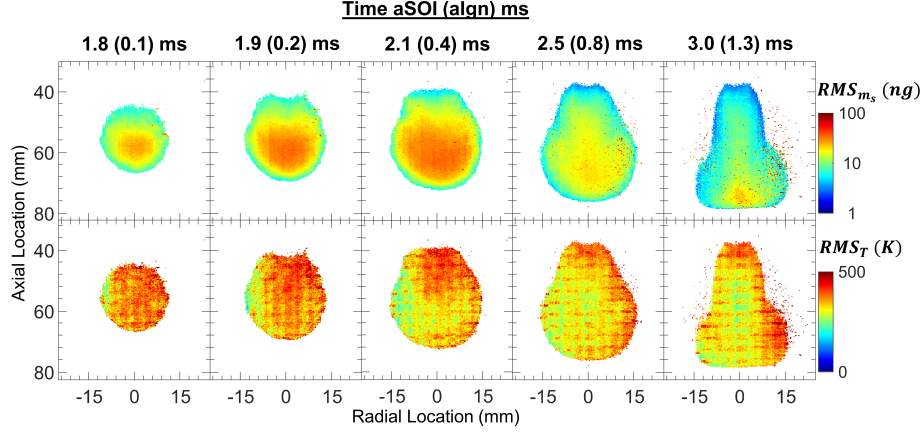 Time aSOI (algn) ms
1.8 (0.1) ms 1.9 (0.2) ms 2.1 (0.4) ms 2.5 (0.8) ms 3.0 (1.3) ms
Axial Location (mm)
40
60
80
RMS_{m_s} (ng)
100
10
1
40
60
80
RMS_T (K)
500
0
-15 0 15 -15 0 15 -15 0 15 -15 0 15 -15 0 15
Radial Location (mm)